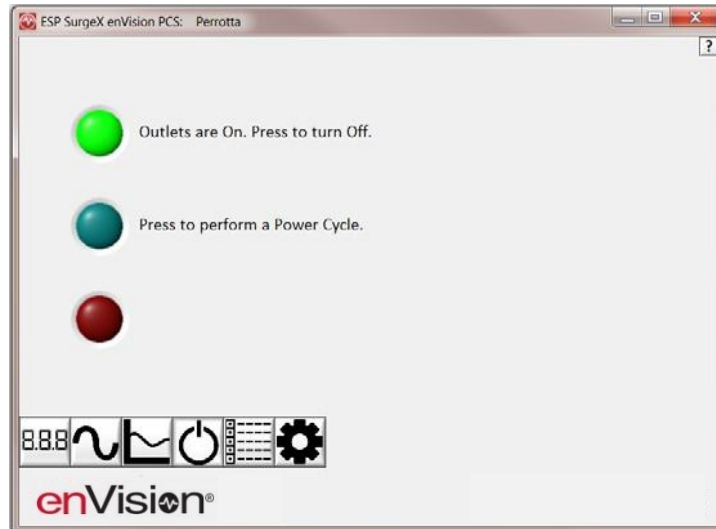 ESP SurgeX enVision PCS: Perrotta
?
Outlets are On. Press to turn Off.
Press to perform a Power Cycle.
8.8.8
enVision®